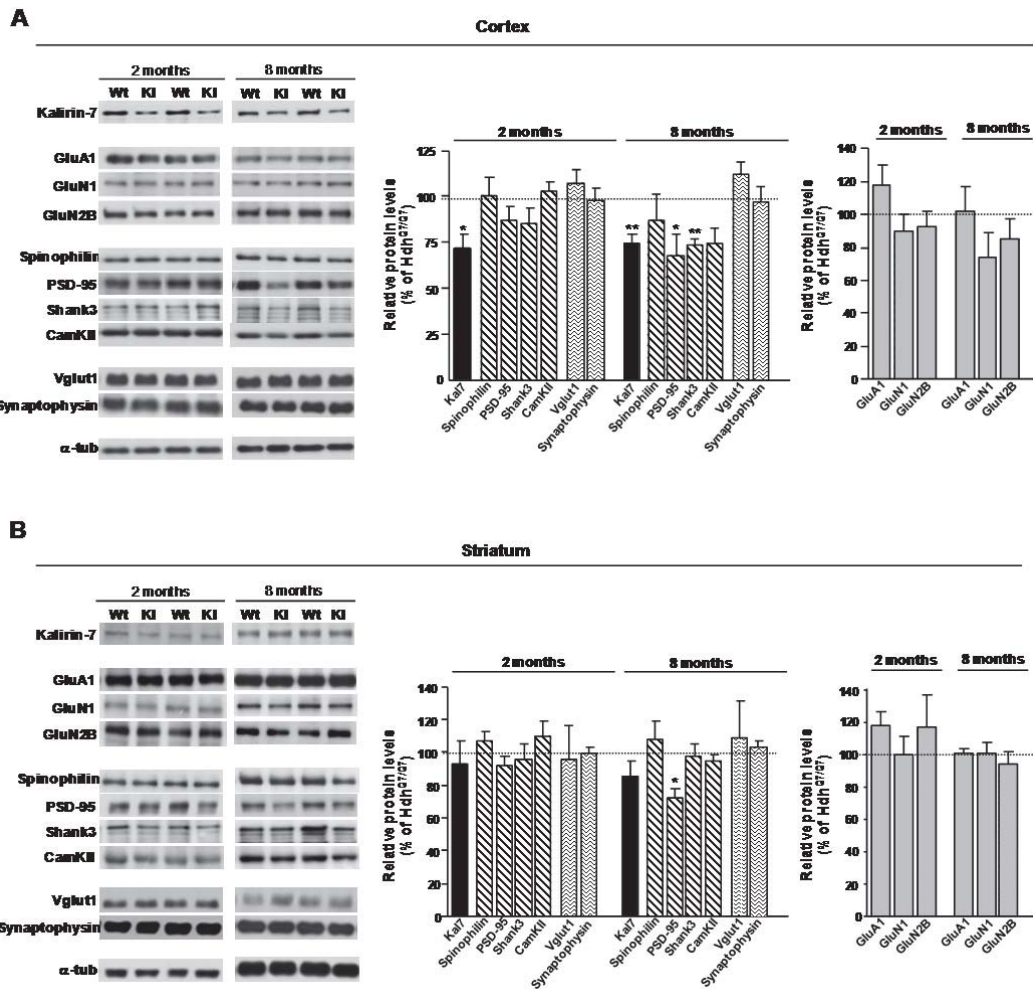 A
Cortex
2 months
8 months
Wt KI Wt KI
Wt KI Wt KI
Kalirin-7
GluA1
GluN1
GluN2B
Spinophilin
PSD-95
Shank3
CamKII
Vglut1
Synaptophysin
α-tub
2 months
8 months
Relative protein levels
(% of HdhQ7/Q7)
125
100
75
50
25
0
*
**
*
**
Kal7
Spinophilin
PSD-95
Shank3
CamKII
Vglut1
Synaptophysin
Kal7
Spinophilin
PSD-95
Shank3
CamKII
Vglut1
Synaptophysin
2 months
8 months
Relative protein levels
(% of HdhQ7/Q7)
140
120
100
80
60
40
20
0
GluA1
GluN1
GluN2B
GluA1
GluN1
GluN2B
B
Striatum
2 months
8 months
Wt KI Wt KI
Wt KI Wt KI
Kalirin-7
GluA1
GluN1
GluN2B
Spinophilin
PSD-95
Shank3
CamKII
Vglut1
Synaptophysin
α-tub
2 months
8 months
Relative protein levels
(% of HdhQ7/Q7)
140
120
100
80
60
40
20
0
*
Kal7
Spinophilin
PSD-95
Shank3
CamKII
Vglut1
Synaptophysin
Kal7
Spinophilin
PSD-95
Shank3
CamKII
Vglut1
Synaptophysin
2 months
8 months
Relative protein levels
(% of HdhQ7/Q7)
140
120
100
80
60
40
20
0
GluA1
GluN1
GluN2B
GluA1
GluN1
GluN2B